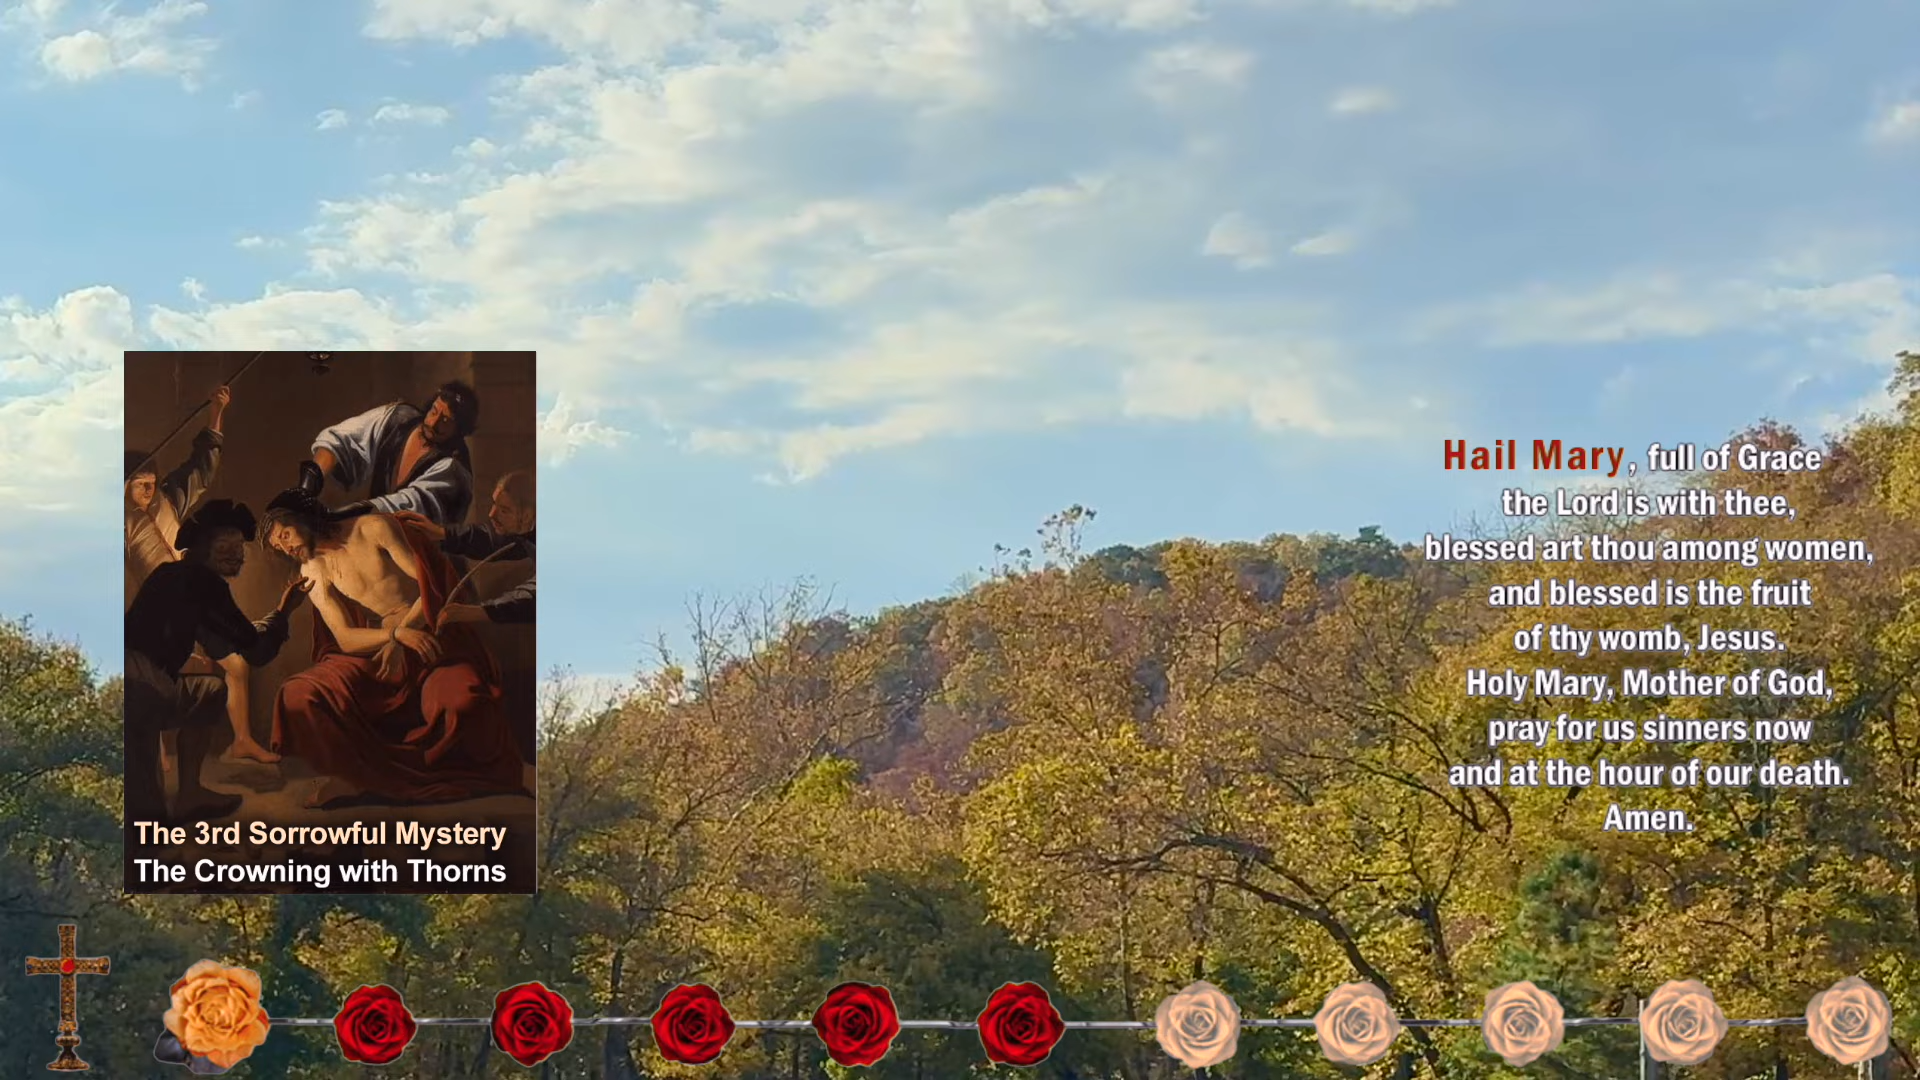 The 3rd Sorrowful Mystery
The Crowning with Thorns
Hail Mary, full of Grace
the Lord is with thee,
blessed art thou among women,
and blessed is the fruit
of thy womb, Jesus.
Holy Mary, Mother of God,
pray for us sinners now
and at the hour of our death.
Amen.